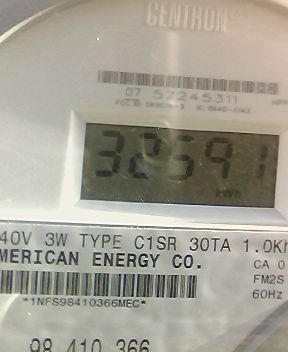 CENTRON®
07 57245311
32591
kWh
40V 3W TYPE C1SR 30TA 1.0Kh
MERICAN ENERGY CO.
CA 0
FM2S
60Hz
*1NFS98410366MEC*
98 410 366